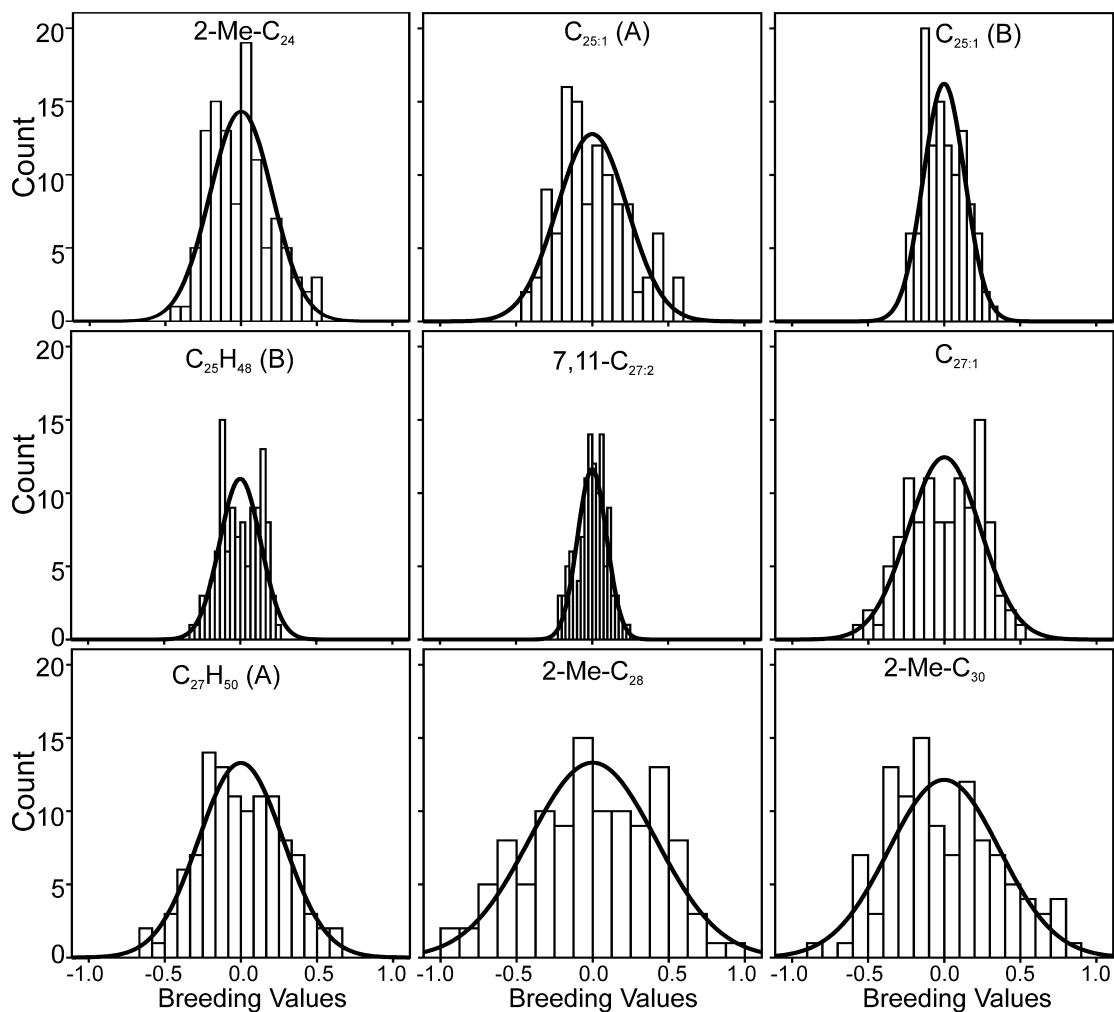 2-Me-C24
C25:1 (A)
C25:1 (B)
20
15
10
5
0
Count
C25H48 (B)
7,11-C27:2
C27:1
20
15
10
5
0
Count
C27H50 (A)
2-Me-C28
2-Me-C30
20
15
10
5
0
Count
-1.0 -0.5 0.0 0.5 1.0
-1.0 -0.5 0.0 0.5 1.0
-1.0 -0.5 0.0 0.5 1.0
Breeding Values
Breeding Values
Breeding Values